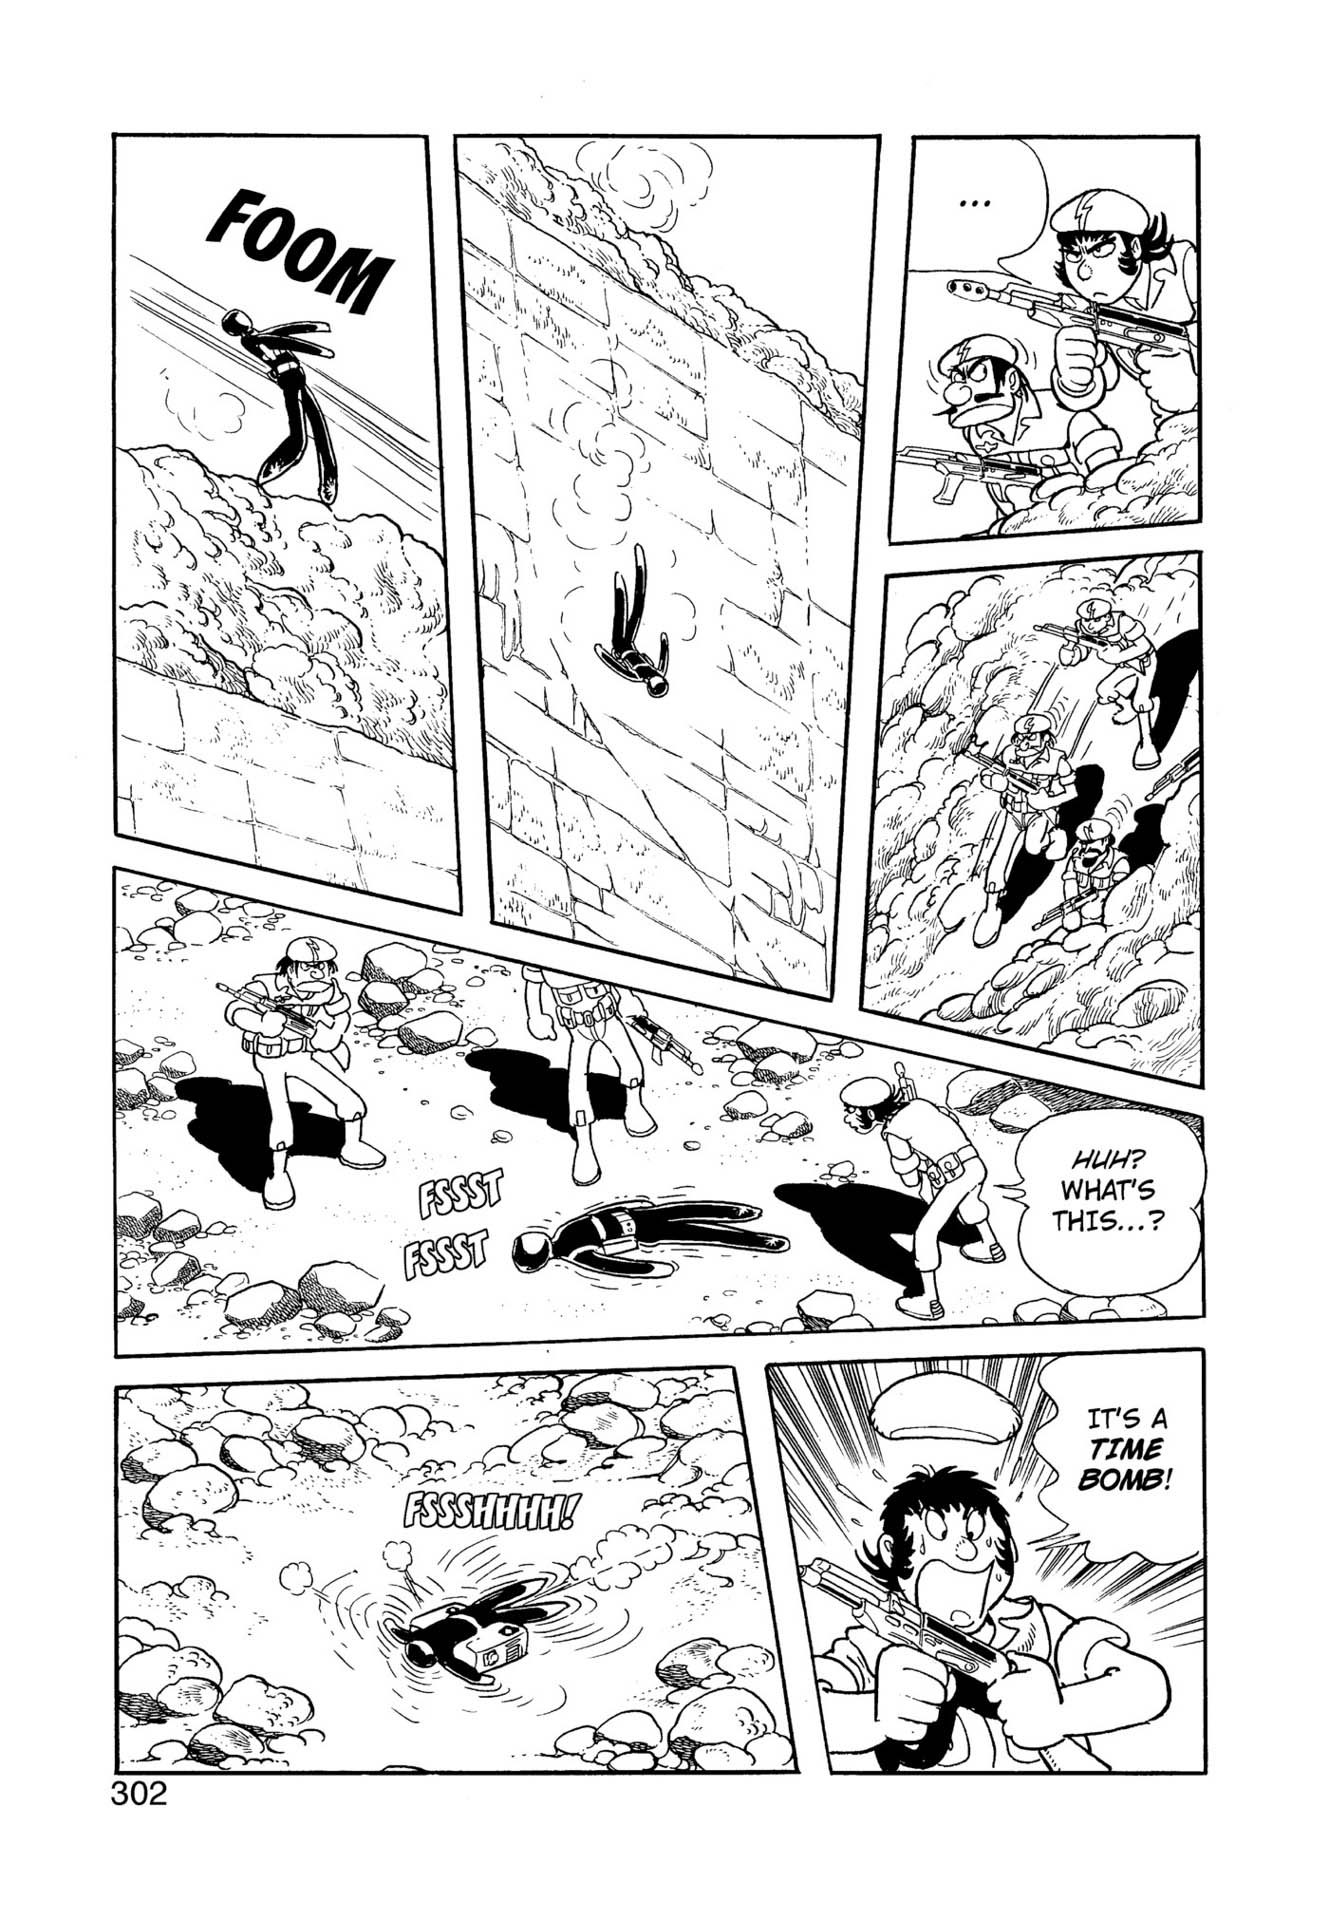 FOOM
...
HUH?
WHAT'S
THIS...?
FSSST
FSSST
IT'S A
TIME
BOMB!
FSSSHHHH!
302